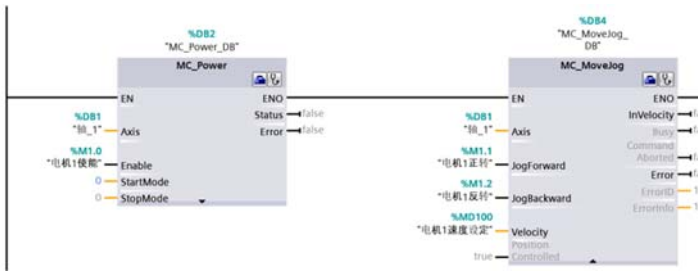 %DB2
"MC_Power_DB"
MC_Power
EN
ENO
Status
false
Error
false
%DB1
"轴_1"
Axis
%M1.0
"电机1使能"
Enable
0
StartMode
0
StopMode
%DB4
"MC_MoveJog_
DB"
MC_MoveJog
EN
ENO
InVelocity
Busy
Command
Aborted
Error
ErrorID
ErrorInfo
%DB1
"轴_1"
Axis
%M1.1
"电机1正转"
JogForward
%M1.2
"电机1反转"
JogBackward
%MD100
"电机1速度设定"
Velocity
Position
true
Controlled